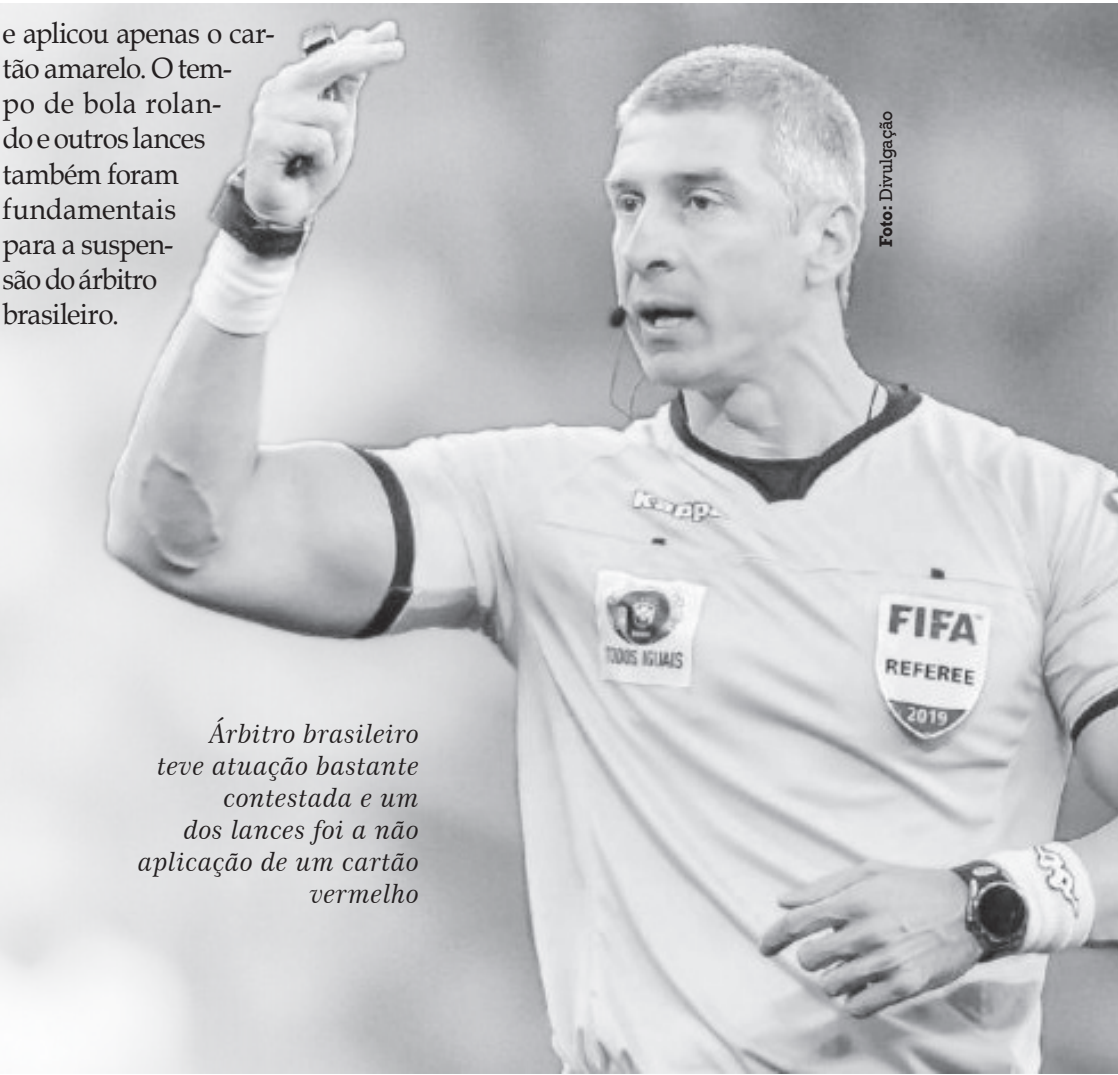 e aplicou apenas o car-
tão amarelo. O tem-
po de bola rolan-
do e outros lances
também foram
fundamentais
para a suspen-
são do árbitro
brasileiro.
Foto: Divulgação
Kappa
TODOS IGUAIS
FIFA
REFEREE
2019
Árbitro brasileiro
teve atuação bastante
contestada e um
dos lances foi a não
aplicação de um cartão
vermelho